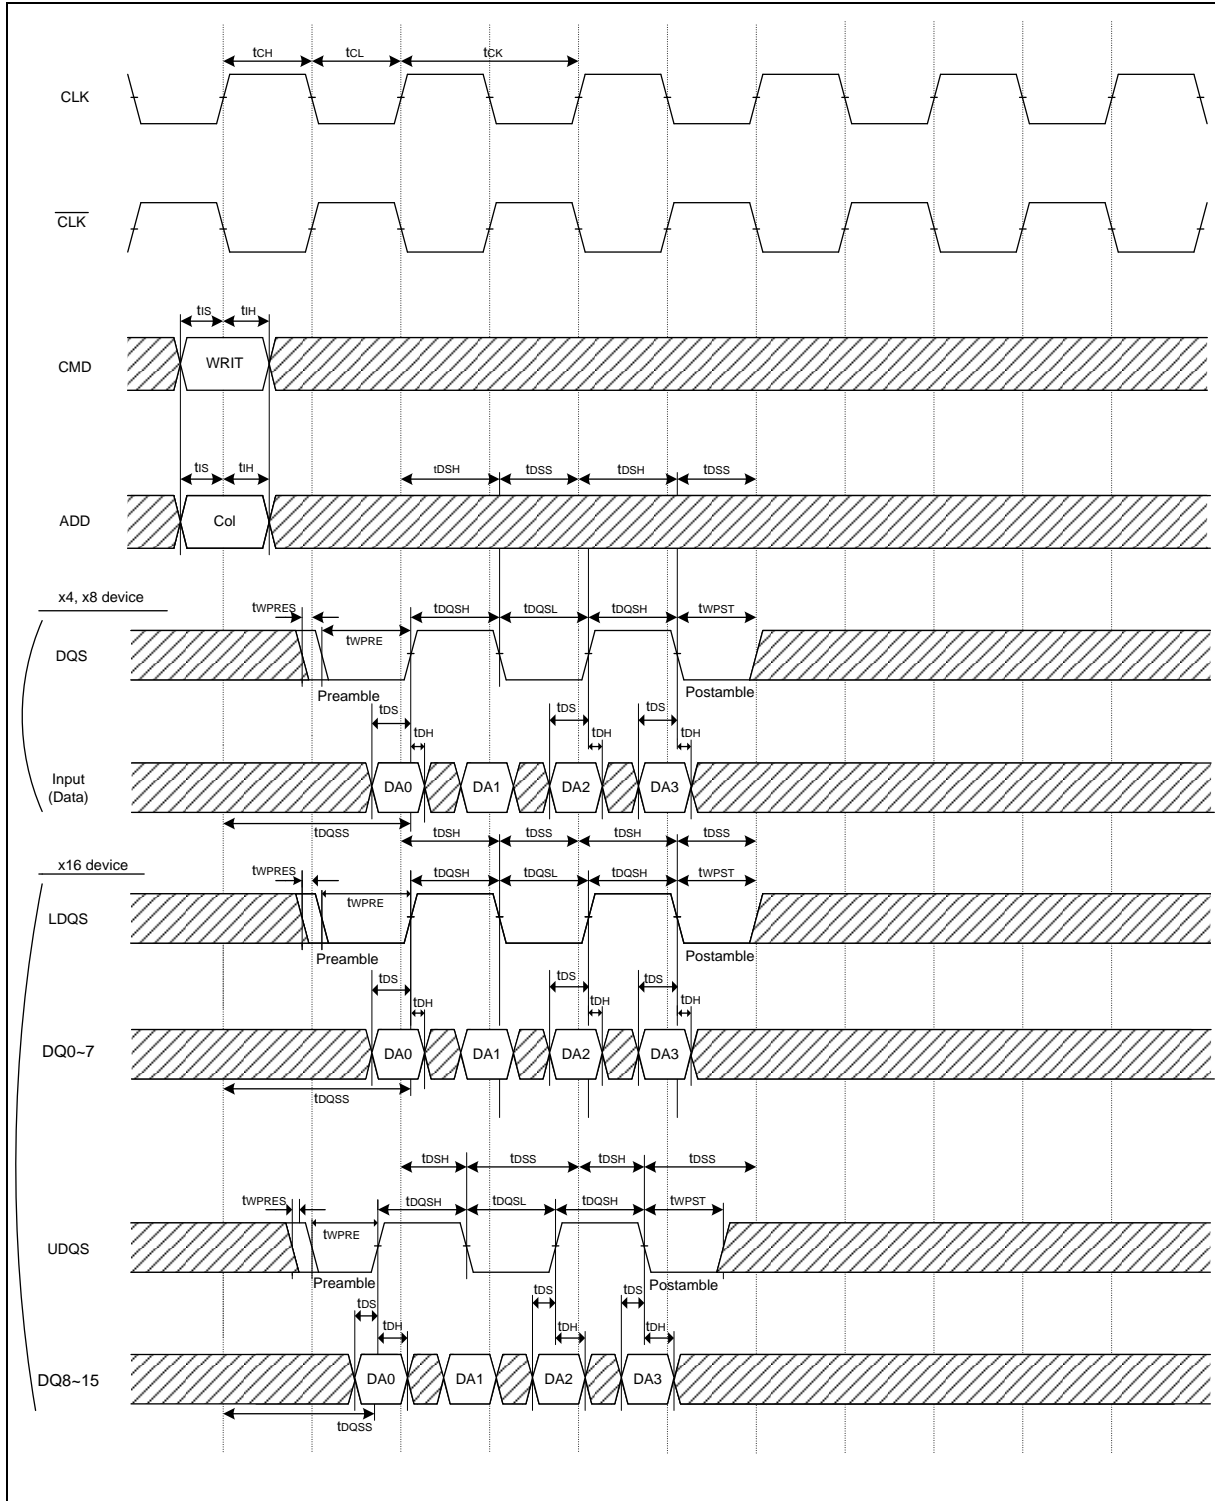 tCH tCL tCK
CLK
CLK
tIS tIH
CMD WRIT
tIS tIH tDSH tDSS tDSH tDSS
ADD Col
x4, x8 device
tWPRES tDQSH tDQSL tDQSH tWPST
tWPRE
DQS
Preamble Postamble
tDS tDS tDS
tDH tDH tDH
Input
(Data)
DA0 DA1 DA2 DA3
tDQSS tDSH tDSS tDSH tDSS
x16 device
tWPRES tDQSH tDQSL tDQSH tWPST
tWPRE
LDQS
Preamble Postamble
tDS tDS tDS
tDH tDH tDH
DQ0~7 DA0 DA1 DA2 DA3
tDQSS
tDSH tDSS tDSH tDSS
tWPRES tDQSH tDQSL tDQSH tWPST
tWPRE
UDQS
Preamble Postamble
tDS tDS tDS
tDH tDH tDH
DQ8~15 DA0 DA1 DA2 DA3
tDQSS